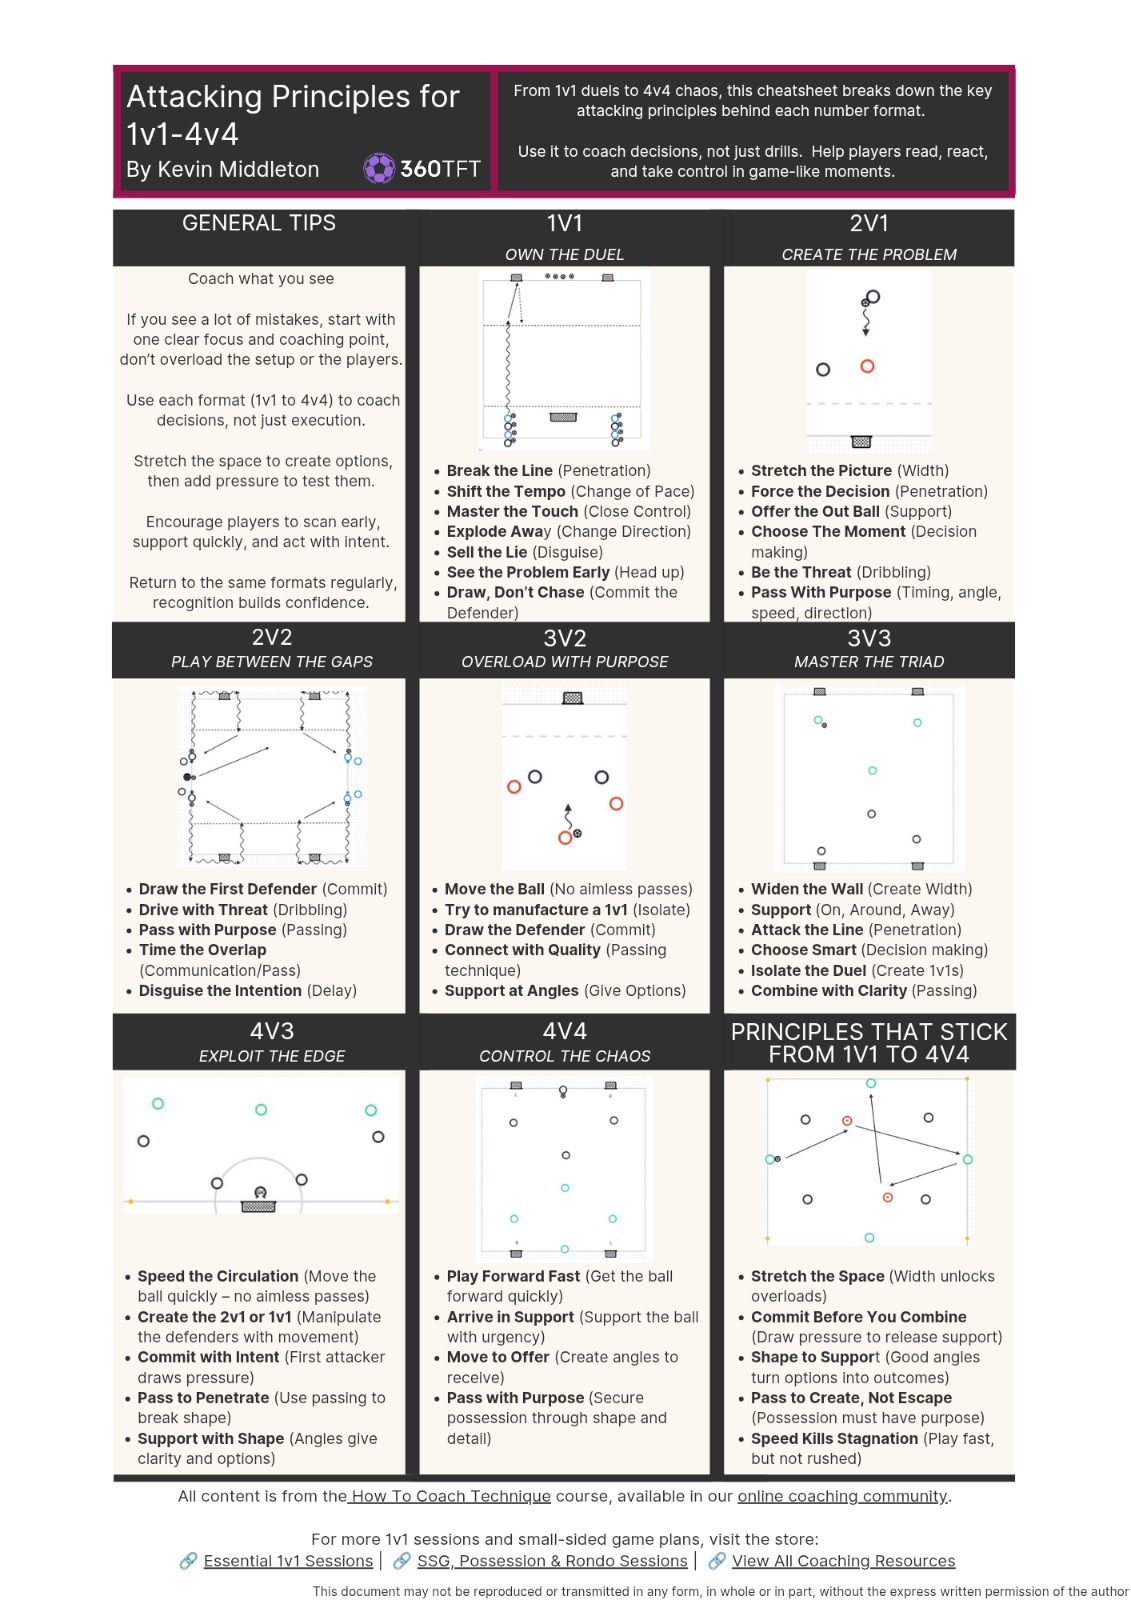 Attacking Principles for
1v1-4v4
By Kevin Middleton
360TFT
From 1v1 duels to 4v4 chaos, this cheatsheet breaks down the key
attacking principles behind each number format.
Use it to coach decisions, not just drills.  Help players read, react,
and take control in game-like moments.
GENERAL TIPS
Coach what you see
If you see a lot of mistakes, start with
one clear focus and coaching point,
don’t overload the setup or the players.
Use each format (1v1 to 4v4) to coach
decisions, not just execution.
Stretch the space to create options,
then add pressure to test them.
Encourage players to scan early,
support quickly, and act with intent.
Return to the same formats regularly,
recognition builds confidence.
1V1
OWN THE DUEL
• Break the Line (Penetration)
• Shift the Tempo (Change of Pace)
• Master the Touch (Close Control)
• Explode Away (Change Direction)
• Sell the Lie (Disguise)
• See the Problem Early (Head up)
• Draw, Don’t Chase (Commit the
Defender)
2V1
CREATE THE PROBLEM
• Stretch the Picture (Width)
• Force the Decision (Penetration)
• Offer the Out Ball (Support)
• Choose The Moment (Decision
making)
• Be the Threat (Dribbling)
• Pass With Purpose (Timing, angle,
speed, direction)
2V2
PLAY BETWEEN THE GAPS
• Draw the First Defender (Commit)
• Drive with Threat (Dribbling)
• Pass with Purpose (Passing)
• Time the Overlap
(Communication/Pass)
• Disguise the Intention (Delay)
3V2
OVERLOAD WITH PURPOSE
• Move the Ball (No aimless passes)
• Try to manufacture a 1v1 (Isolate)
• Draw the Defender (Commit)
• Connect with Quality (Passing
technique)
• Support at Angles (Give Options)
3V3
MASTER THE TRIAD
• Widen the Wall (Create Width)
• Support (On, Around, Away)
• Attack the Line (Penetration)
• Choose Smart (Decision making)
• Isolate the Duel (Create 1v1s)
• Combine with Clarity (Passing)
4V3
EXPLOIT THE EDGE
• Speed the Circulation (Move the
ball quickly – no aimless passes)
• Create the 2v1 or 1v1 (Manipulate
the defenders with movement)
• Commit with Intent (First attacker
draws pressure)
• Pass to Penetrate (Use passing to
break shape)
• Support with Shape (Angles give
clarity and options)
4V4
CONTROL THE CHAOS
• Play Forward Fast (Get the ball
forward quickly)
• Arrive in Support (Support the ball
with urgency)
• Move to Offer (Create angles to
receive)
• Pass with Purpose (Secure
possession through shape and
detail)
PRINCIPLES THAT STICK
FROM 1V1 TO 4V4
• Stretch the Space (Width unlocks
overloads)
• Commit Before You Combine
(Draw pressure to release support)
• Shape to Support (Good angles
turn options into outcomes)
• Pass to Create, Not Escape
(Possession must have purpose)
• Speed Kills Stagnation (Play fast,
but not rushed)
All content is from the How To Coach Technique course, available in our online coaching community.
For more 1v1 sessions and small-sided game plans, visit the store:
🔗 Essential 1v1 Sessions | 🔗 SSG, Possession & Rondo Sessions | 🔗 View All Coaching Resources
This document may not be reproduced or transmitted in any form, in whole or in part, without the express written permission of the author